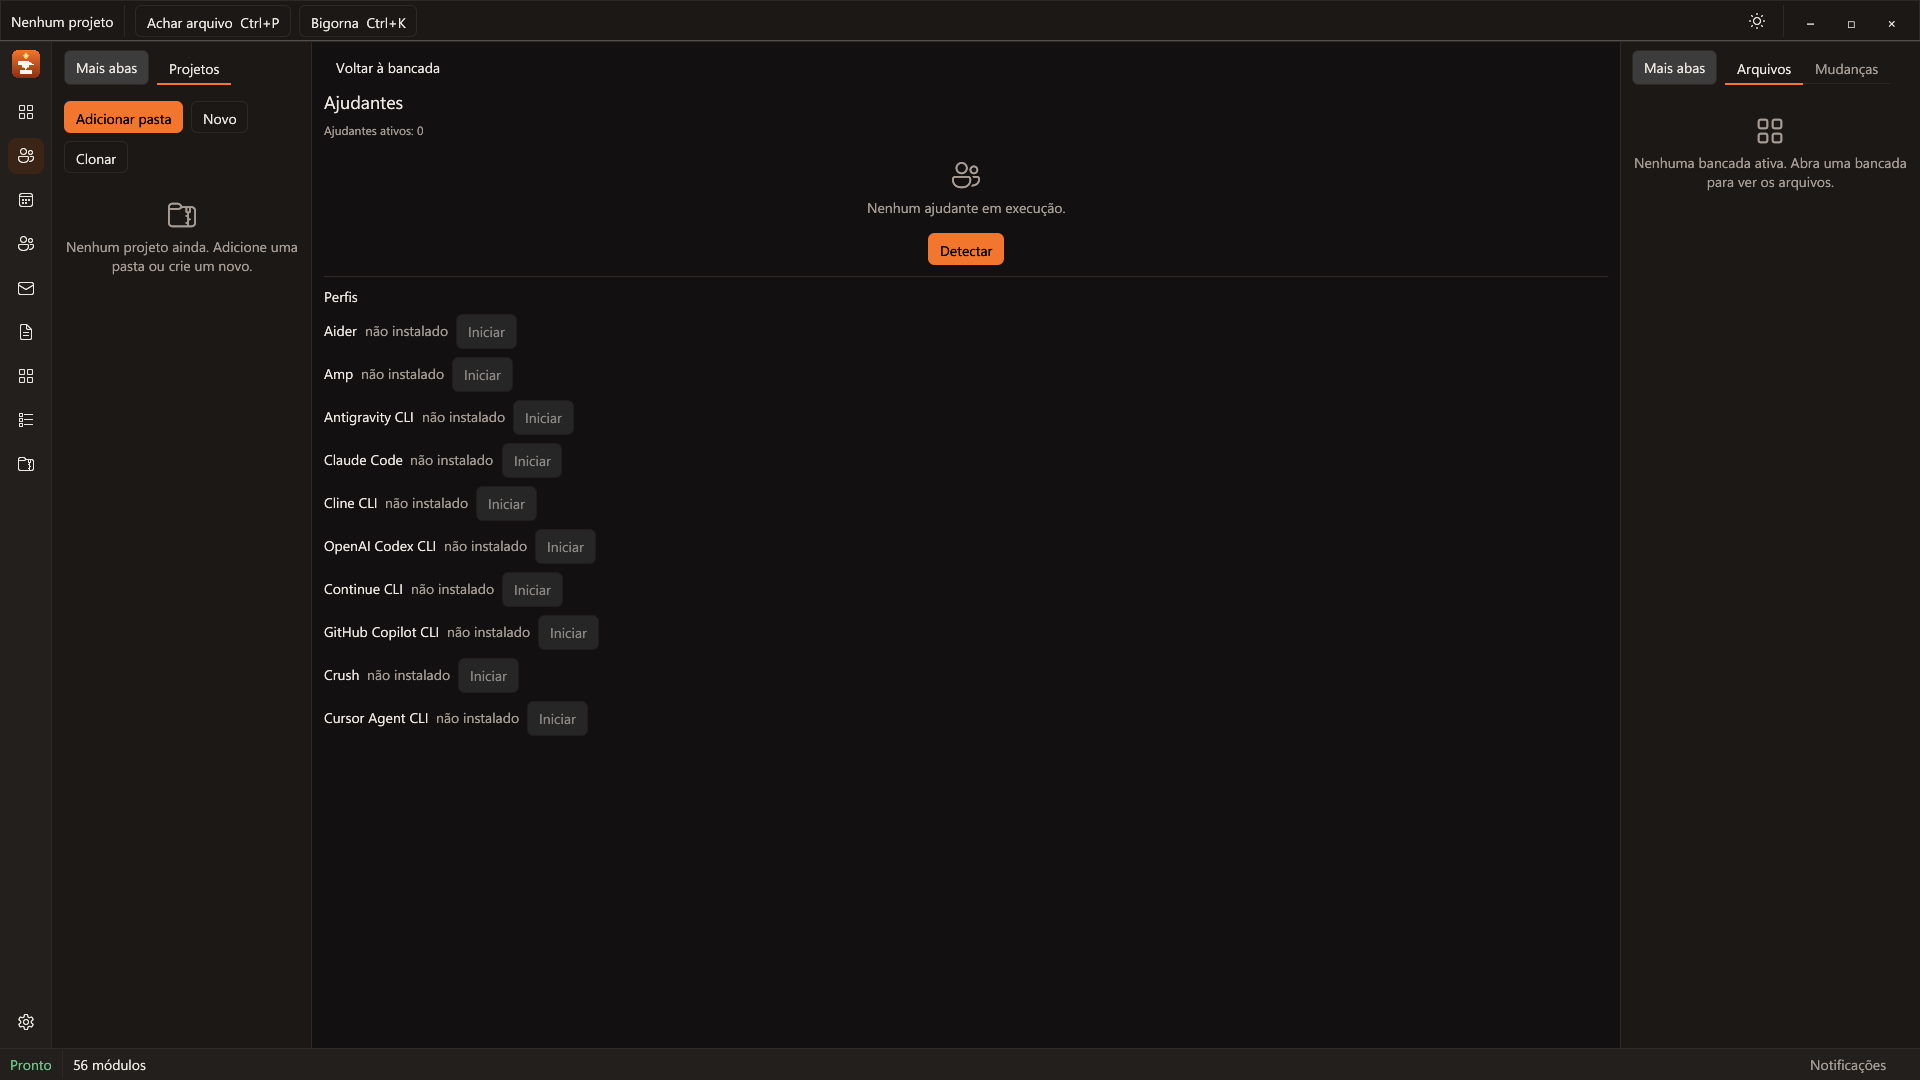 Nenhum projeto
Achar arquivo Ctrl+P
Bigorna Ctrl+K
Mais abas
Projetos
Adicionar pasta
Novo
Clonar
Nenhum projeto ainda. Adicione uma
pasta ou crie um novo.
Voltar à bancada
Ajudantes
Ajudantes ativos: 0
Nenhum ajudante em execução.
Detectar
Perfis
Aider não instalado Iniciar
Amp não instalado Iniciar
Antigravity CLI não instalado Iniciar
Claude Code não instalado Iniciar
Cline CLI não instalado Iniciar
OpenAI Codex CLI não instalado Iniciar
Continue CLI não instalado Iniciar
GitHub Copilot CLI não instalado Iniciar
Crush não instalado Iniciar
Cursor Agent CLI não instalado Iniciar
Mais abas
Arquivos
Mudanças
Nenhuma bancada ativa. Abra uma bancada
para ver os arquivos.
Pronto
56 módulos
Notificações